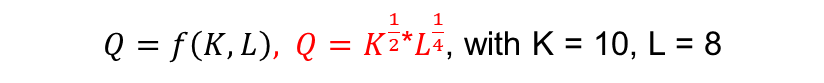 Q = f(K, L), Q = K^{1/2}*L^{1/4}, with K = 10, L = 8